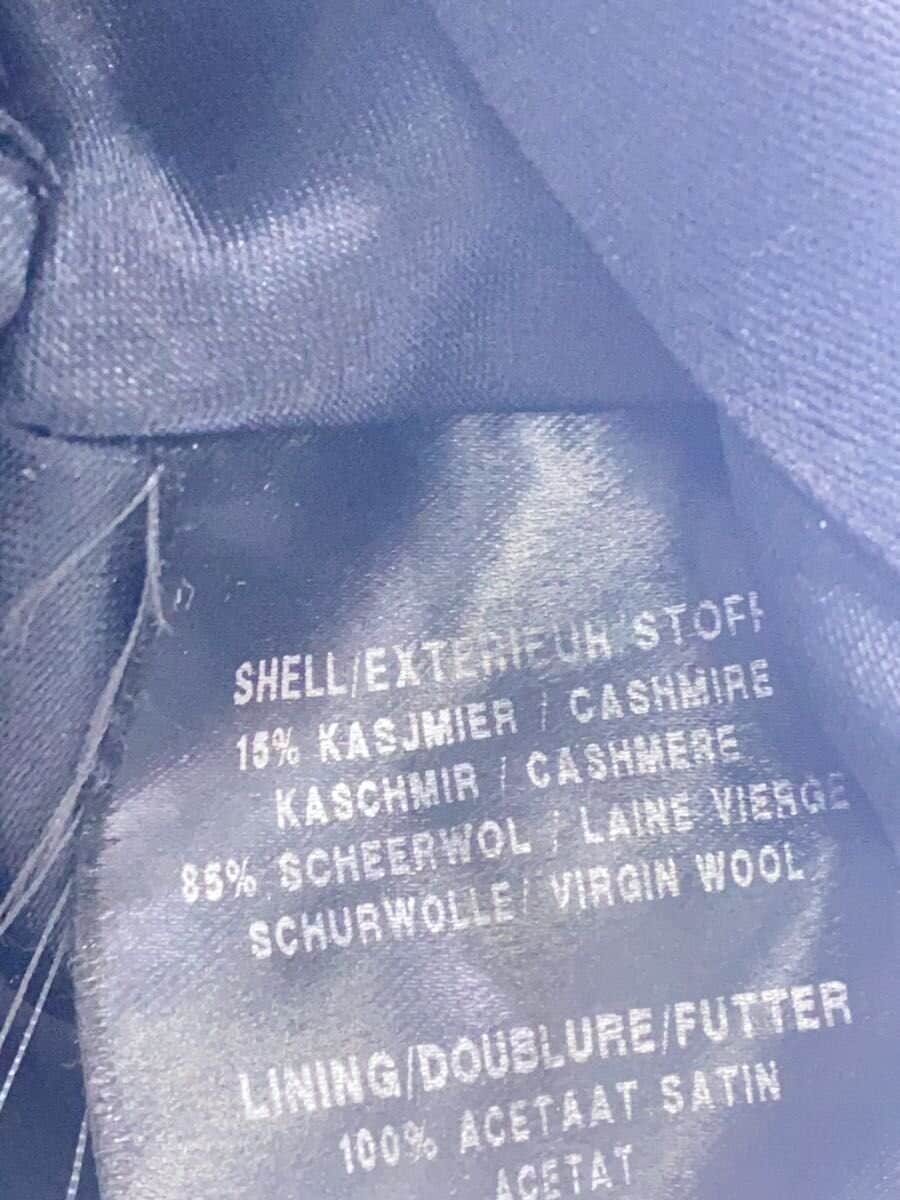 SHELL/EXTERIEUR STOFF
15% KASJMIER / CASHMIRE
KASCHMIR / CASHMERE
85% SCHEERWOL / LAINE VIERGE
SCHURWOLLE/ VIRGIN WOOL
LINING/DOUBLURE/FUTTER
100% ACETAAT SATIN
ACETAT